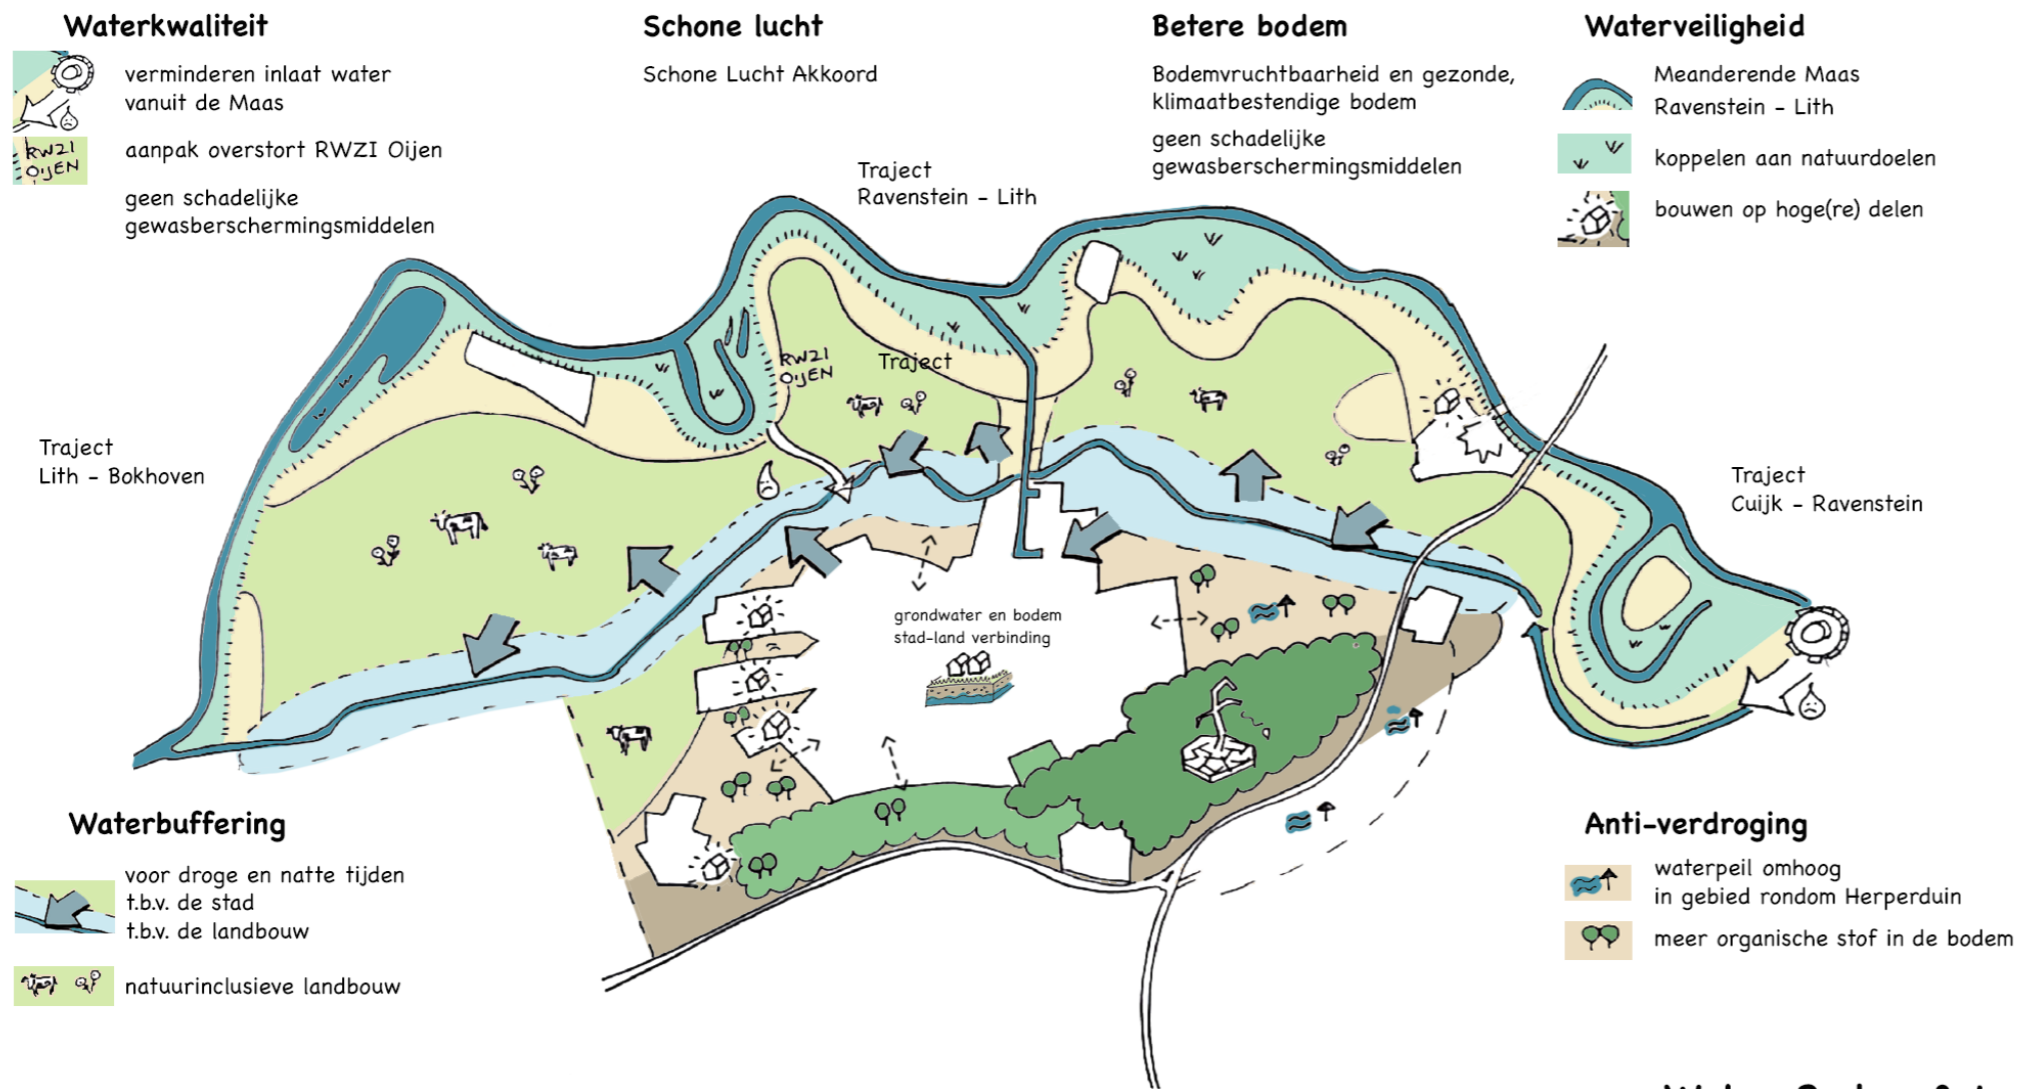 Waterkwaliteit
verminderen inlaat water
vanuit de Maas
RWZI
OIJEN
aanpak overstort RWZI Oijen
geen schadelijke
gewasberschermingsmiddelen
Schone lucht
Schone Lucht Akkoord
Betere bodem
Bodemvruchtbaarheid en gezonde,
klimaatbestendige bodem
geen schadelijke
gewasberschermingsmiddelen
Waterveiligheid
Meanderende Maas
Ravenstein - Lith
koppelen aan natuurdoelen
bouwen op hoge(re) delen
Traject
Ravenstein - Lith
RWZI
OIJEN
Traject
Traject
Lith - Bokhoven
Traject
Cuijk - Ravenstein
grondwater en bodem
stad-land verbinding
Waterbuffering
voor droge en natte tijden
t.b.v. de stad
t.b.v. de landbouw
natuurinclusieve landbouw
Anti-verdroging
waterpeil omhoog
in gebied rondom Herperduin
meer organische stof in de bodem